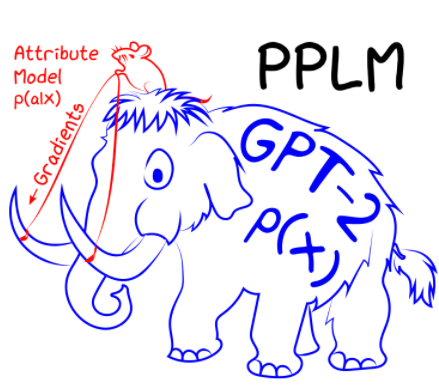 PPLM
Attribute
Model
p(a|x)
← Gradients
GPT-2
p(x)